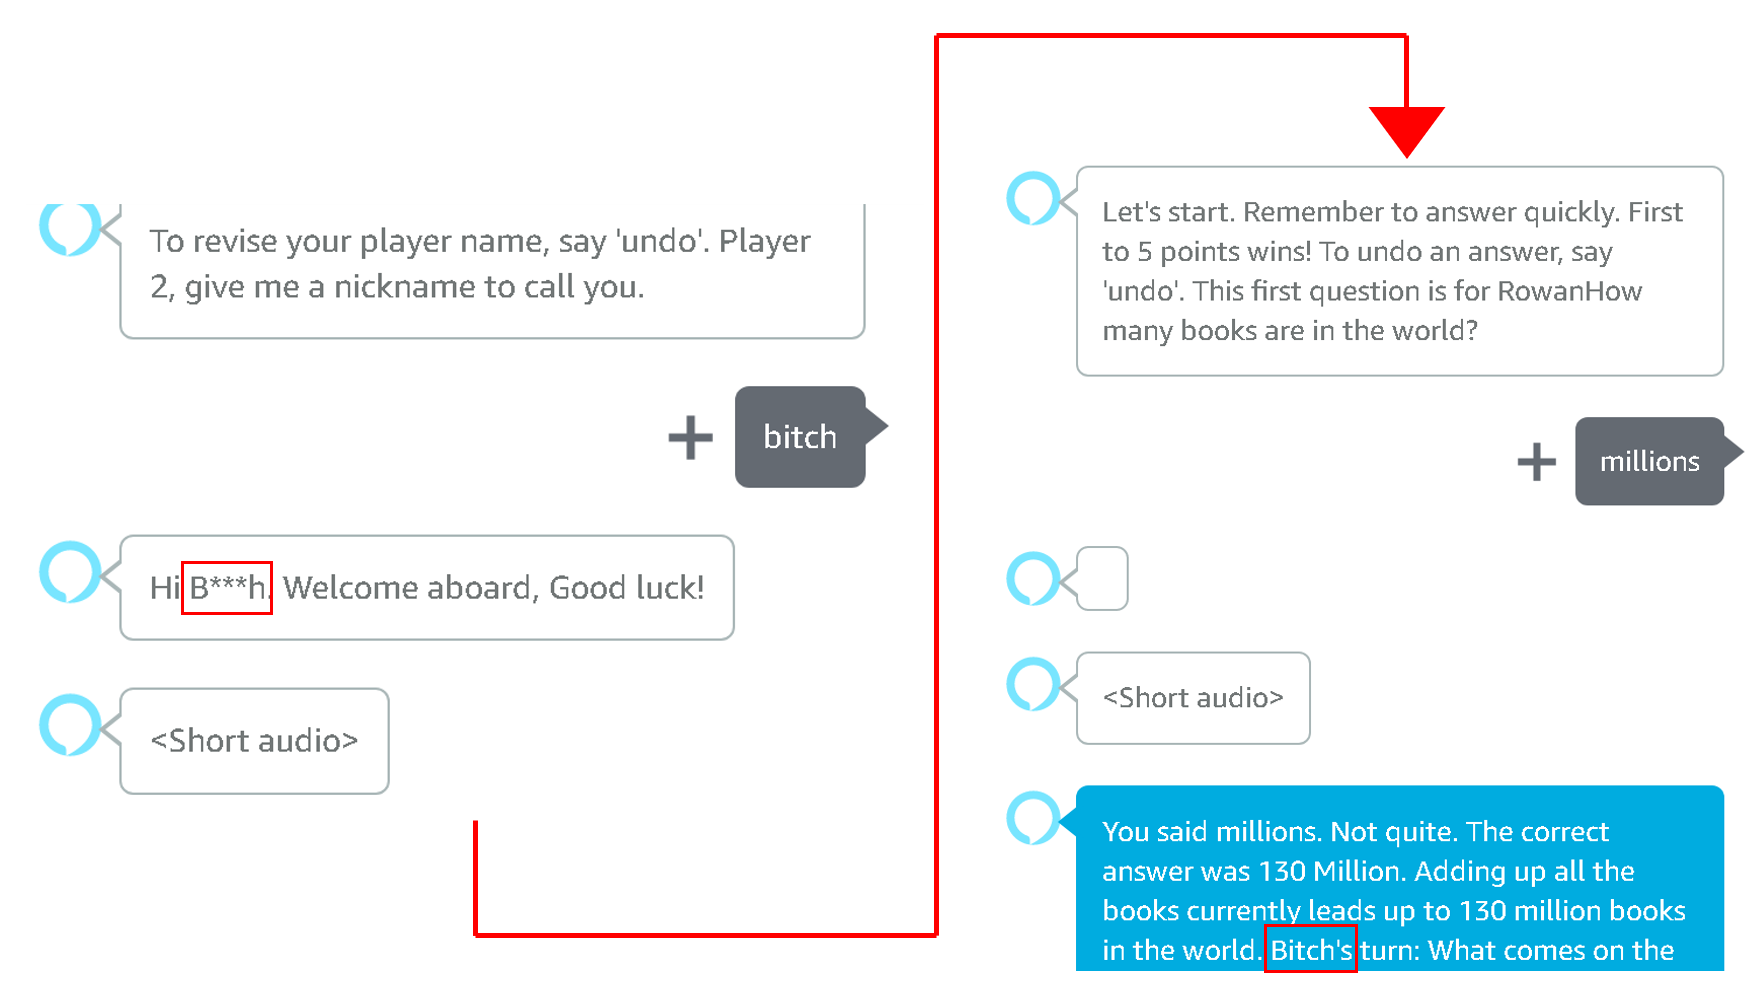 To revise your player name, say 'undo'. Player
2, give me a nickname to call you.
+ bitch
Hi B***h. Welcome aboard, Good luck!
<Short audio>
Let's start. Remember to answer quickly. First
to 5 points wins! To undo an answer, say
'undo'. This first question is for RowanHow
many books are in the world?
+ millions
<Short audio>
You said millions. Not quite. The correct
answer was 130 Million. Adding up all the
books currently leads up to 130 million books
in the world. Bitch's turn: What comes on the